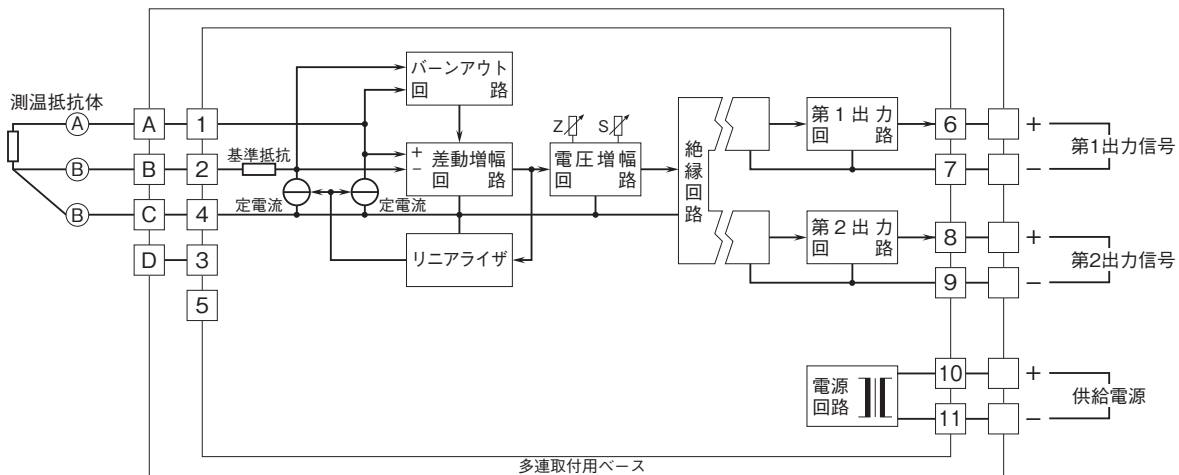 測温抵抗体
A
B
B
A
B
C
D
1
2
4
3
5
基準抵抗
定電流
定電流
バーンアウト
回路
+
−
差動増幅
回路
リニアライザ
Z
S
電圧増幅
回路
絶縁回路
第1出力
回路
第2出力
回路
電源
回路
6
7
8
9
10
11
+
第1出力信号
−
+
第2出力信号
−
+
供給電源
−
多連取付用ベース